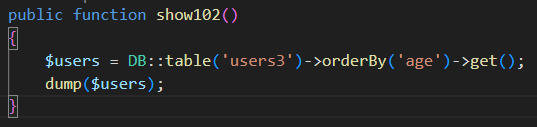 public function show102()
{
    $users = DB::table('users3')->orderBy('age')->get();
    dump($users);
}